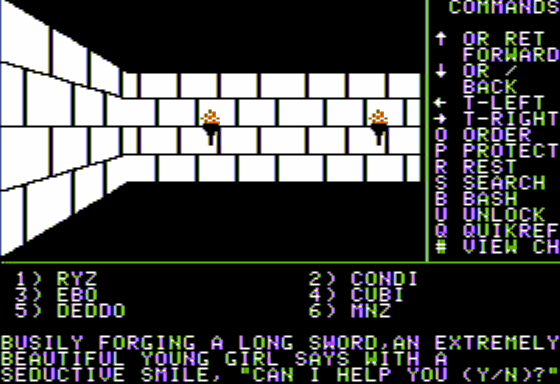 COMMANDS
↑ OR RET
FORWARD
↓ OR /
BACK
← T-LEFT
→ T-RIGHT
O ORDER
P PROTECT
R REST
S SEARCH
B BASH
U UNLOCK
Q QUIKREF
# VIEW CH
1) RYZ 2) CONDI
3) EBO 4) CUBI
5) DEDDO 6) MNZ
BUSILY FORGING A LONG SWORD,AN EXTREMELY
BEAUTIFUL YOUNG GIRL SAYS WITH A
SEDUCTIVE SMILE, "CAN I HELP YOU (Y/N)?"